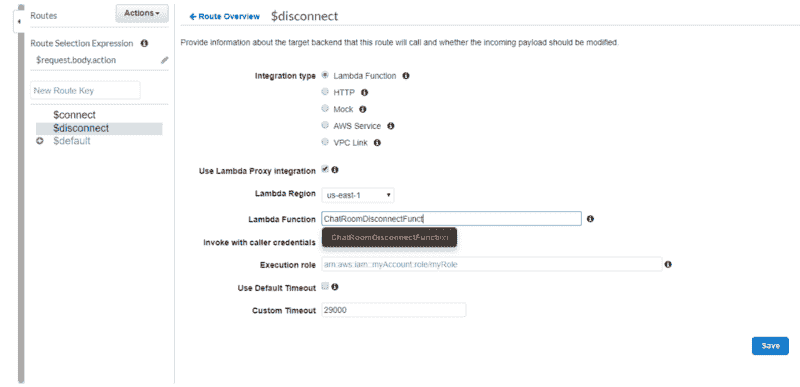 Routes
Actions
Route Selection Expression
$request.body.action
New Route Key
$connect
$disconnect
$default
Route Overview
$disconnect
Provide information about the target backend that this route will call and whether the incoming payload should be modified.
Integration type
Lambda Function
HTTP
Mock
AWS Service
VPC Link
Use Lambda Proxy integration
Lambda Region us-east-1
Lambda Function ChatRoomDisconnectFunct
ChatRoomDisconnectFunction
Invoke with caller credentials
Execution role arn:aws:iam::myAccount:role/myRole
Use Default Timeout
Custom Timeout 29000
Save